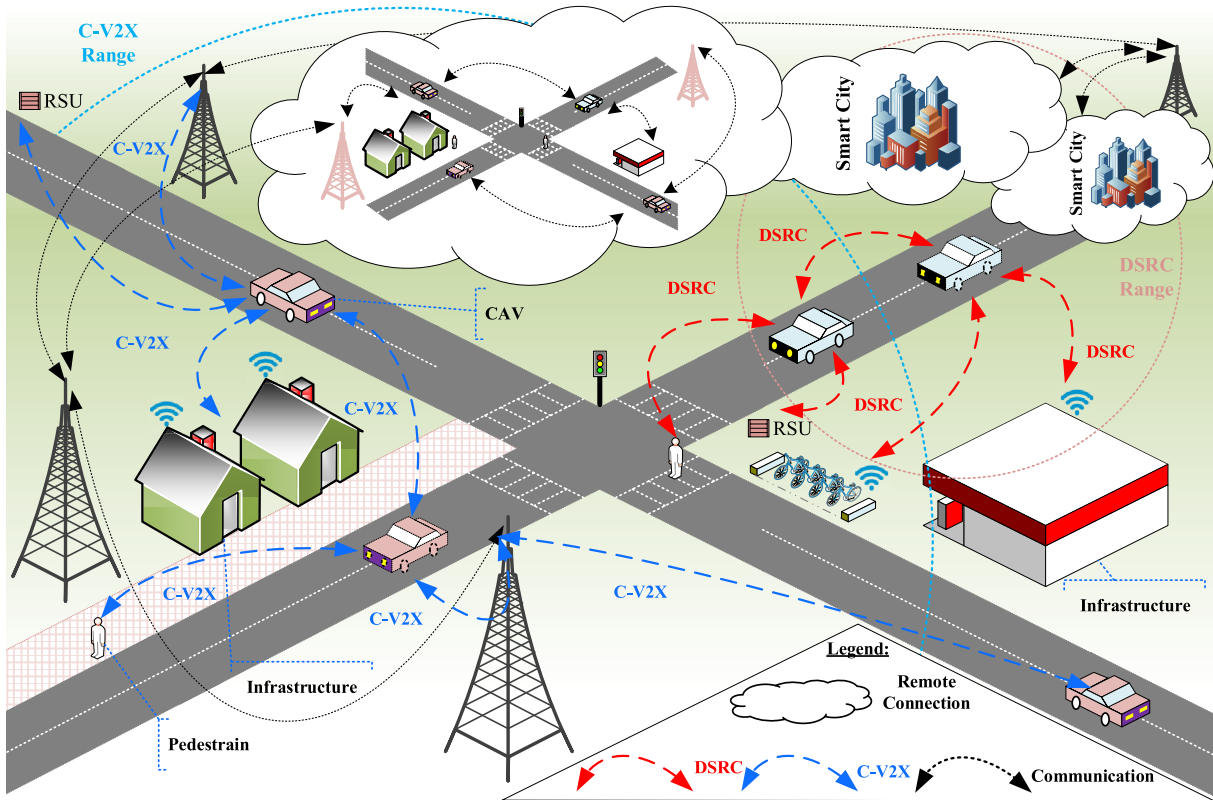 C-V2X
Range
RSU
C-V2X
Smart City
Smart City
DSRC
DSRC
DSRC
Range
C-V2X
CAV
C-V2X
DSRC
DSRC
C-V2X
RSU
C-V2X
C-V2X
C-V2X
Infrastructure
Infrastructure
Pedestrain
Legend:
Remote
Connection
DSRC
C-V2X
Communication